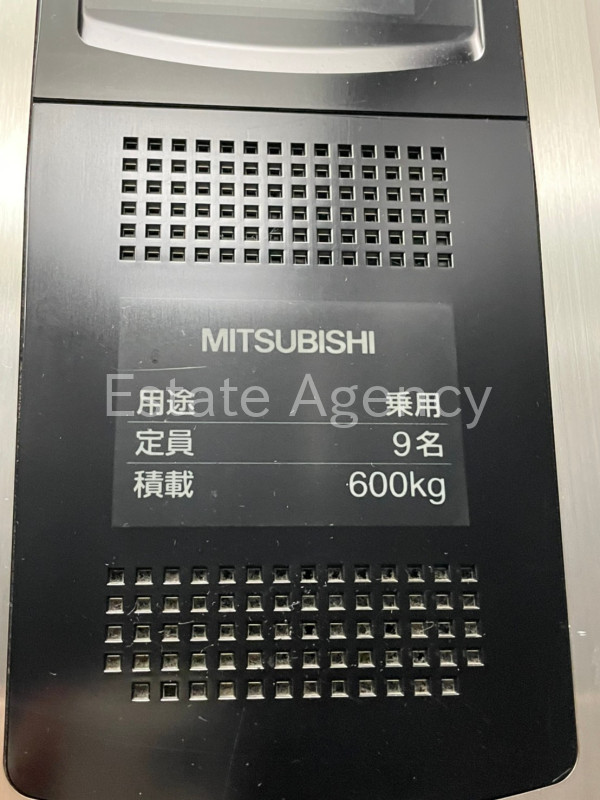 MITSUBISHI
用途 乗用
Estate Agency
定員 9名
積載 600kg